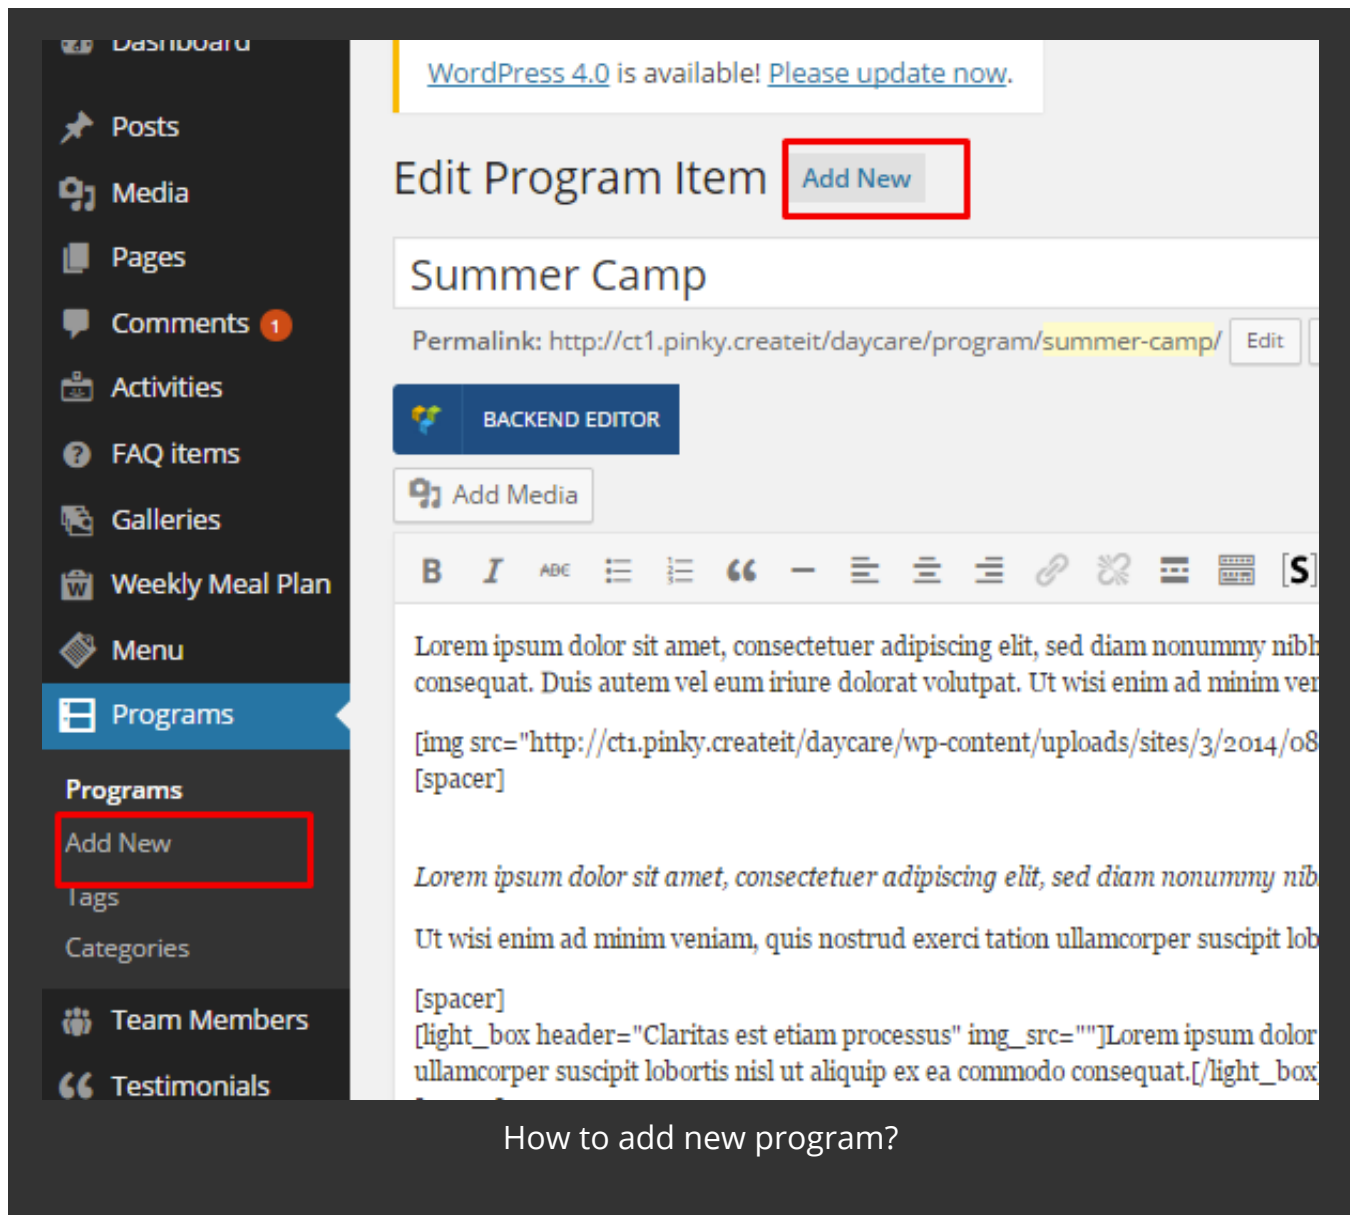 Dashboard
Posts
Media
Pages
Comments 1
Activities
FAQ items
Galleries
Weekly Meal Plan
Menu
Programs
Programs
Add New
Tags
Categories
Team Members
Testimonials
WordPress 4.0 is available! Please update now.
Edit Program Item Add New
Summer Camp
Permalink: http://ct1.pinky.createit/daycare/program/summer-camp/ Edit
BACKEND EDITOR
Add Media
B I ABC [S]
Lorem ipsum dolor sit amet, consectetuer adipiscing elit, sed diam nonummy nibh
consequat. Duis autem vel eum iriure dolorat volutpat. Ut wisi enim ad minim ver
[img src="http://ct1.pinky.createit/daycare/wp-content/uploads/sites/3/2014/08
[spacer]
Lorem ipsum dolor sit amet, consectetuer adipiscing elit, sed diam nonummy nib
Ut wisi enim ad minim veniam, quis nostrud exerci tation ullamcorper suscipit lob
[spacer]
[light_box header="Claritas est etiam processus" img_src=""]Lorem ipsum dolor
ullamcorper suscipit lobortis nisl ut aliquip ex ea commodo consequat.[/light_box]
How to add new program?